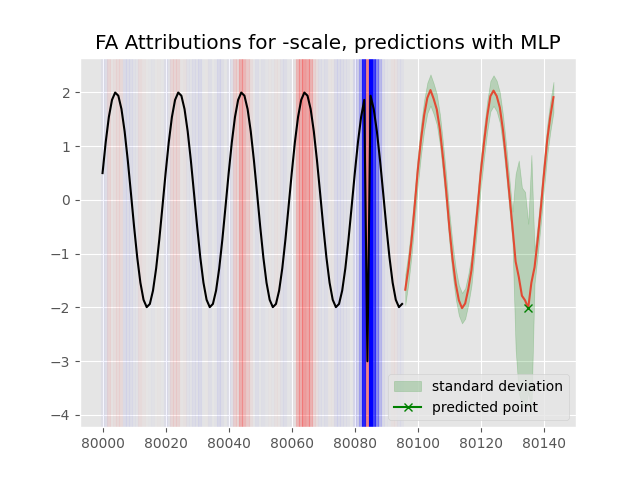 FA Attributions for -scale, predictions with MLP
2
1
0
−1
−2
−3
−4
standard deviation
predicted point
80000 80020 80040 80060 80080 80100 80120 80140